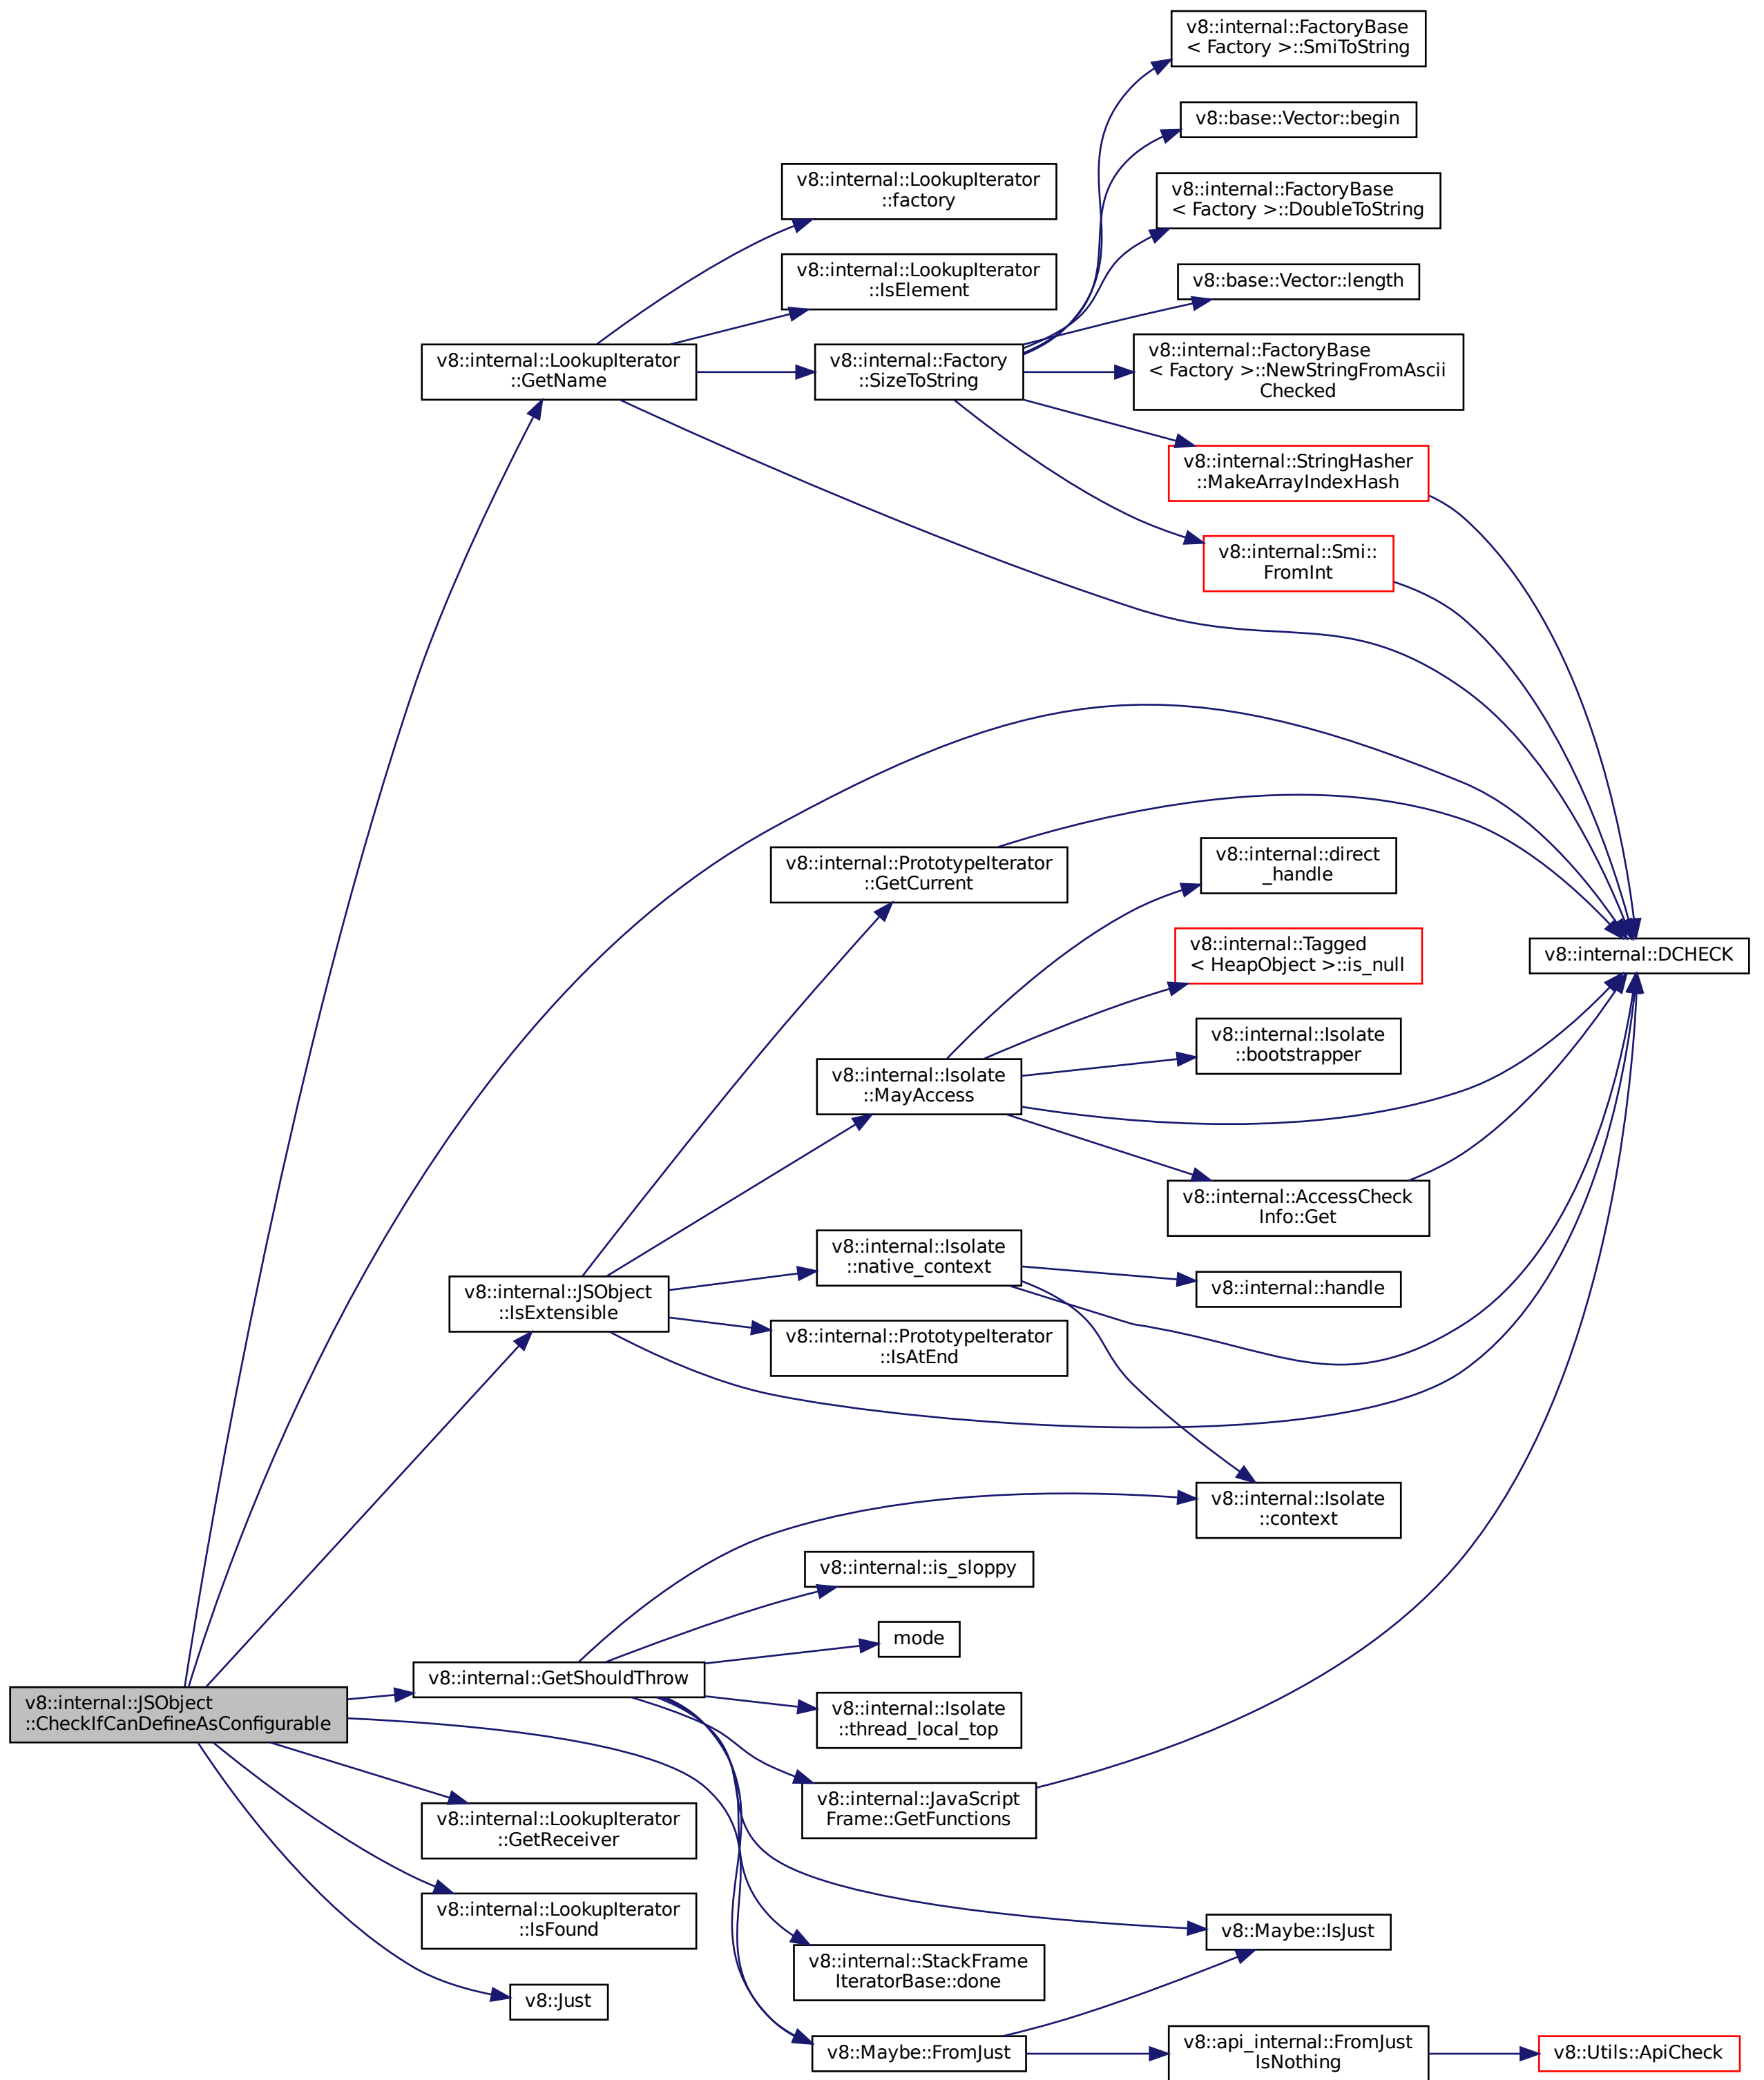 v8::internal::FactoryBase
< Factory >::SmiToString
v8::base::Vector::begin
v8::internal::LookupIterator
::factory
v8::internal::FactoryBase
< Factory >::DoubleToString
v8::internal::LookupIterator
::IsElement
v8::base::Vector::length
v8::internal::LookupIterator
::GetName
v8::internal::Factory
::SizeToString
v8::internal::FactoryBase
< Factory >::NewStringFromAscii
Checked
v8::internal::StringHasher
::MakeArrayIndexHash
v8::internal::Smi::
FromInt
v8::internal::PrototypeIterator
::GetCurrent
v8::internal::direct
_handle
v8::internal::Tagged
< HeapObject >::is_null
v8::internal::DCHECK
v8::internal::Isolate
::bootstrapper
v8::internal::Isolate
::MayAccess
v8::internal::AccessCheck
Info::Get
v8::internal::Isolate
::native_context
v8::internal::handle
v8::internal::JSObject
::IsExtensible
v8::internal::PrototypeIterator
::IsAtEnd
v8::internal::Isolate
::context
v8::internal::is_sloppy
mode
v8::internal::GetShouldThrow
v8::internal::JSObject
::CheckIfCanDefineAsConfigurable
v8::internal::Isolate
::thread_local_top
v8::internal::JavaScript
Frame::GetFunctions
v8::internal::LookupIterator
::GetReceiver
v8::internal::LookupIterator
::IsFound
v8::Maybe::IsJust
v8::internal::StackFrame
IteratorBase::done
v8::Just
v8::Maybe::FromJust
v8::api_internal::FromJust
IsNothing
v8::Utils::ApiCheck